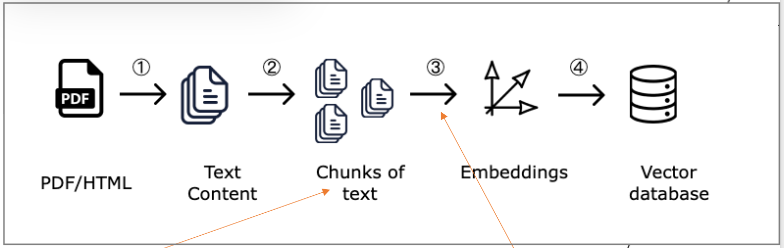 ① ② ③ ④
PDF
PDF/HTML
Text
Content
Chunks of
text
Embeddings
Vector
database